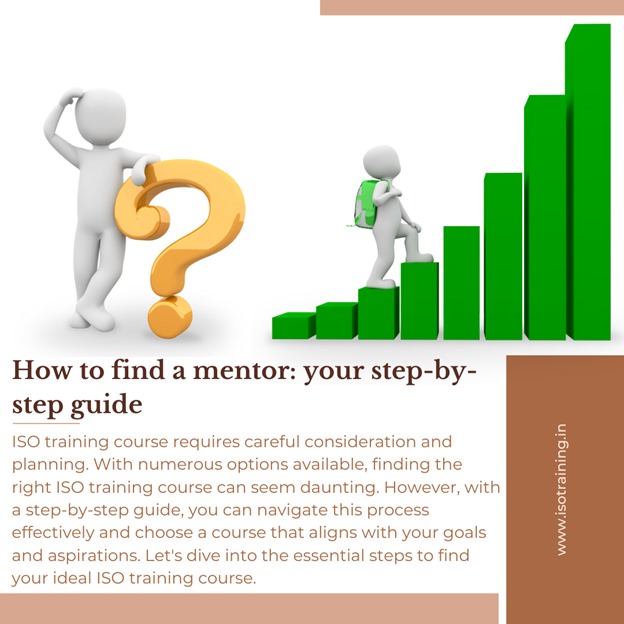 How to find a mentor: your step-by-
step guide
ISO training course requires careful consideration and
planning. With numerous options available, finding the
right ISO training course can seem daunting. However, with
a step-by-step guide, you can navigate this process
effectively and choose a course that aligns with your goals
and aspirations. Let's dive into the essential steps to find
your ideal ISO training course.
www.isotraining.in